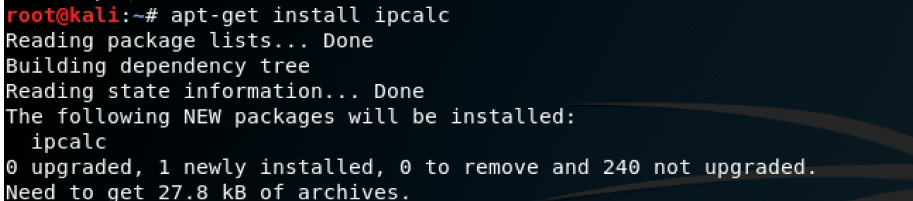 root@kali:~# apt-get install ipcalc
Reading package lists... Done
Building dependency tree
Reading state information... Done
The following NEW packages will be installed:
  ipcalc
0 upgraded, 1 newly installed, 0 to remove and 240 not upgraded.
Need to get 27.8 kB of archives.